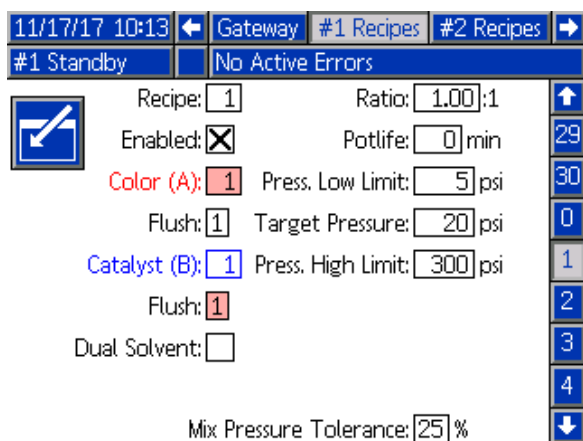 11/17/17 10:13 Gateway #1 Recipes #2 Recipes
#1 Standby No Active Errors
Recipe: 1 Ratio: 1.00:1
Enabled: Potlife: 0 min 29
Color (A): 1 Press. Low Limit: 5 psi 30
Flush: 1 Target Pressure: 20 psi 0
Catalyst (B): 1 Press. High Limit: 300 psi 1
Flush: 1 2
Dual Solvent: 3
4
Mix Pressure Tolerance: 25 %